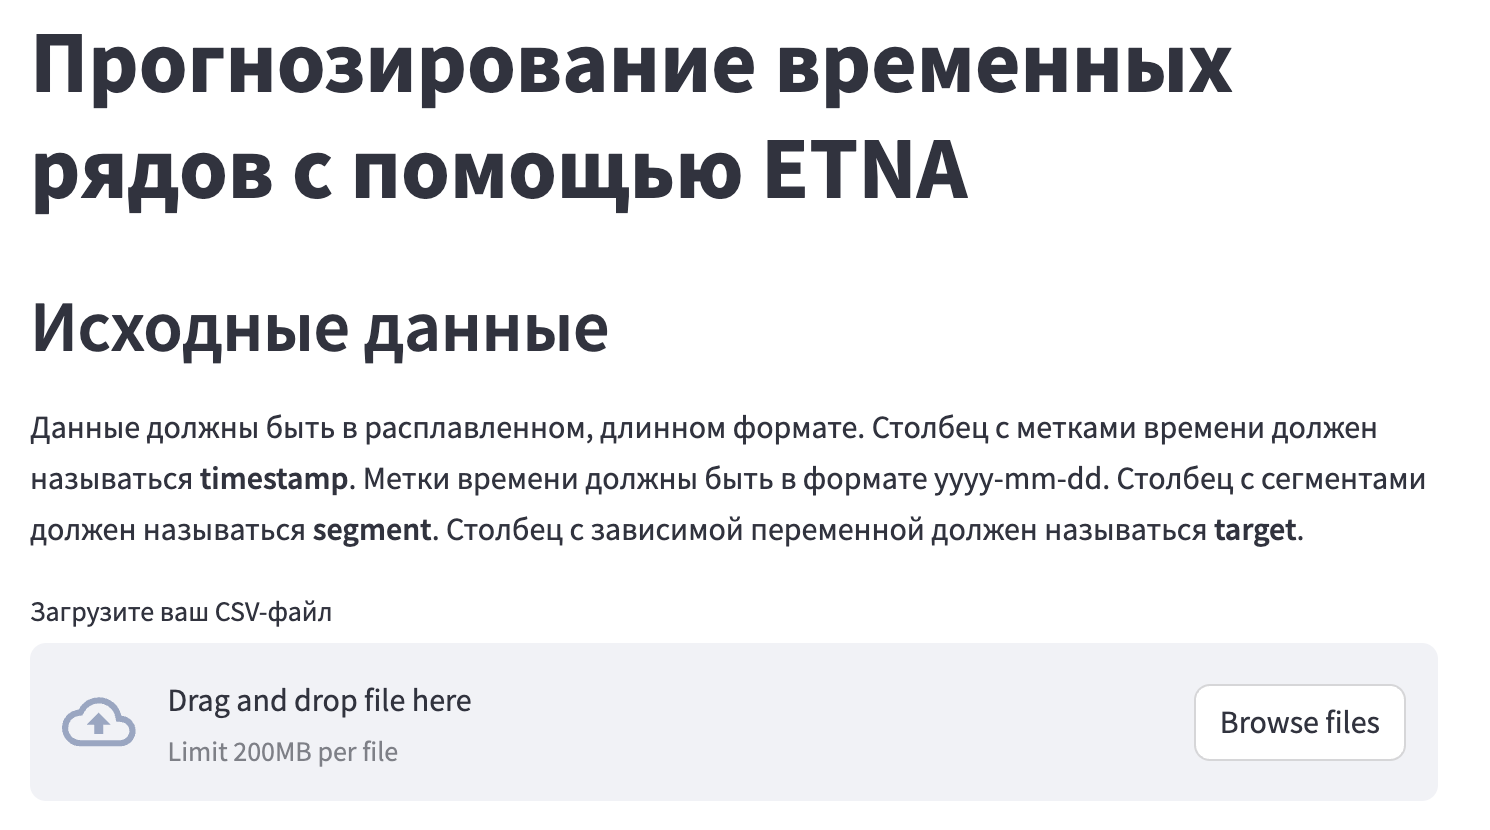 Прогнозирование временных
рядов с помощью ETNA
Исходные данные
Данные должны быть в расплавленном, длинном формате. Столбец с метками времени должен
называться timestamp. Метки времени должны быть в формате yyyy-mm-dd. Столбец с сегментами
должен называться segment. Столбец с зависимой переменной должен называться target.
Загрузите ваш CSV-файл
Drag and drop file here
Limit 200MB per file
Browse files